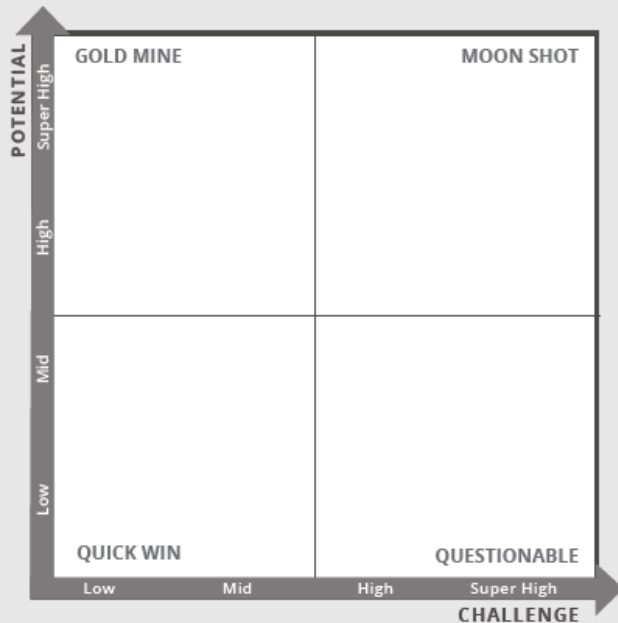 POTENTIAL
Super High
High
Mid
Low
GOLD MINE
MOON SHOT
QUICK WIN
QUESTIONABLE
Low Mid High Super High
CHALLENGE